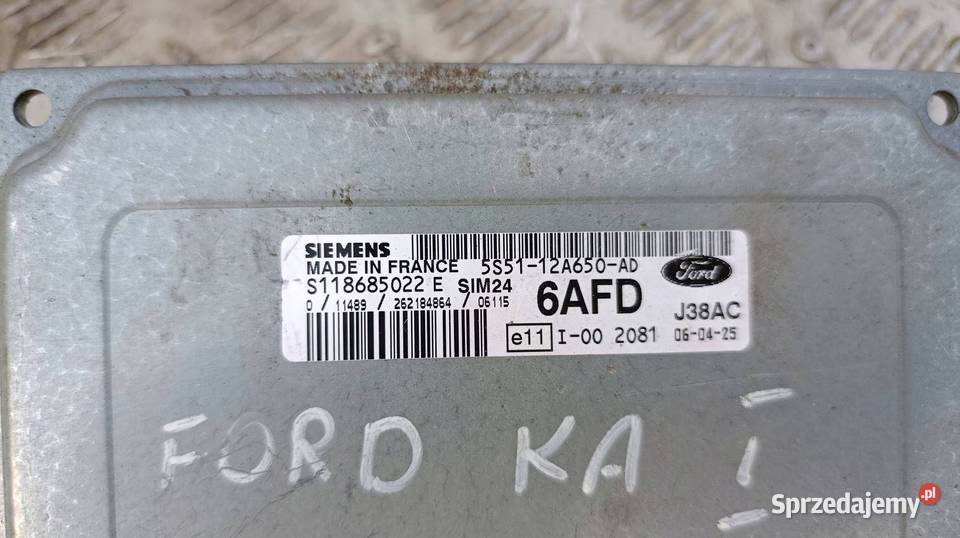 SIEMENS
MADE IN FRANCE 5S51-12A650-AD
Ford
S118685022 E SIM24
6AFD
J38AC
0 / 11489 / 262184864 / 06115
e11 I-00 2081 06-04-25
FORD KA I
Sprzedajemy.pl